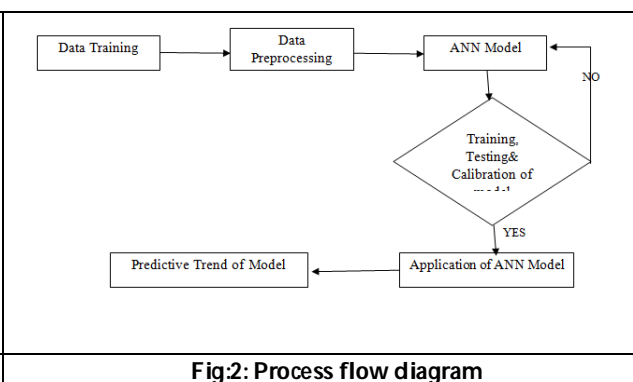 Data Training
Data
Preprocessing
ANN Model
NO
Training,
Testing&
Calibration of
model
YES
Predictive Trend of Model
Application of ANN Model
Fig:2: Process flow diagram